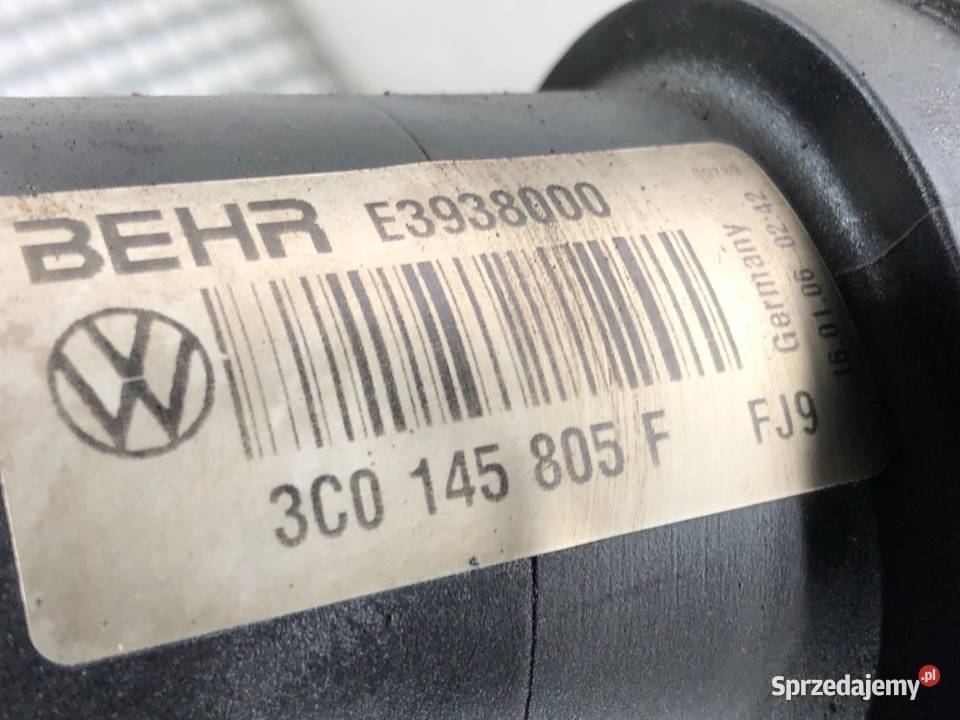 BEHR E3938000
3C0 145 805 F FJ9
Germany
16.01.06 02:42
Sprzedajemy.pl